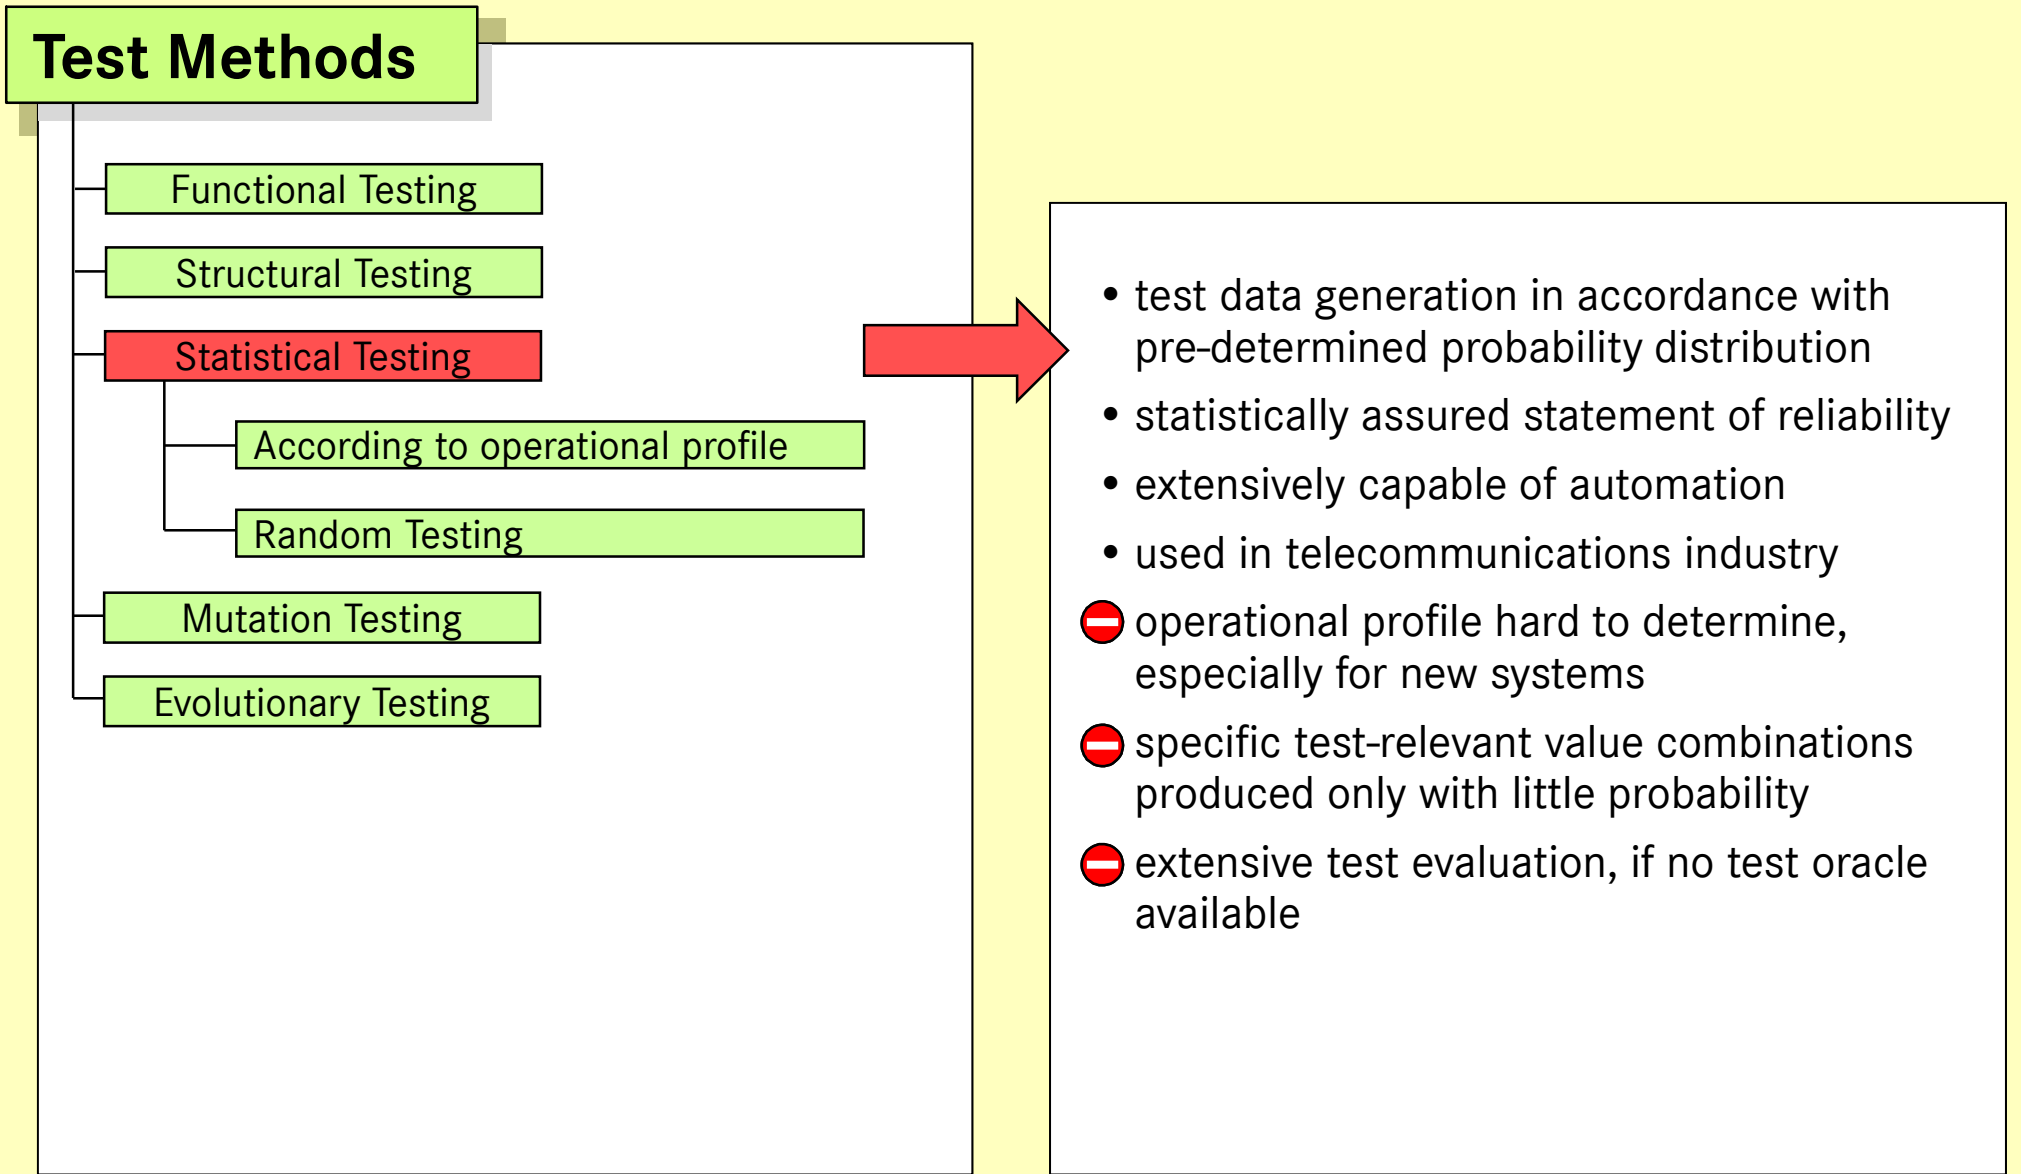 Test Methods
Functional Testing
Structural Testing
Statistical Testing
According to operational profile
Random Testing
Mutation Testing
Evolutionary Testing
• test data generation in accordance with
pre-determined probability distribution
• statistically assured statement of reliability
• extensively capable of automation
• used in telecommunications industry
operational profile hard to determine,
especially for new systems
specific test-relevant value combinations
produced only with little probability
extensive test evaluation, if no test oracle
available